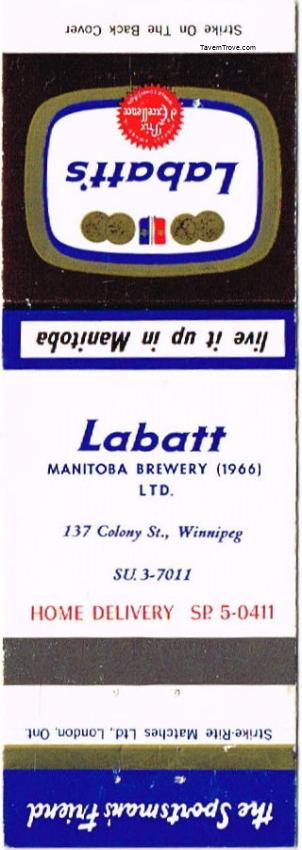 Strike On The Back Cover
TavernTrove.com
Prix
d'Excellence
Labatt's
live it up in Manitoba
Labatt
MANITOBA BREWERY (1966)
LTD.
137 Colony St., Winnipeg
SU. 3-7011
HOME DELIVERY SP. 5-0411
Strike-Rite Matches Ltd., London, Ont.
the Sportsman's Friend